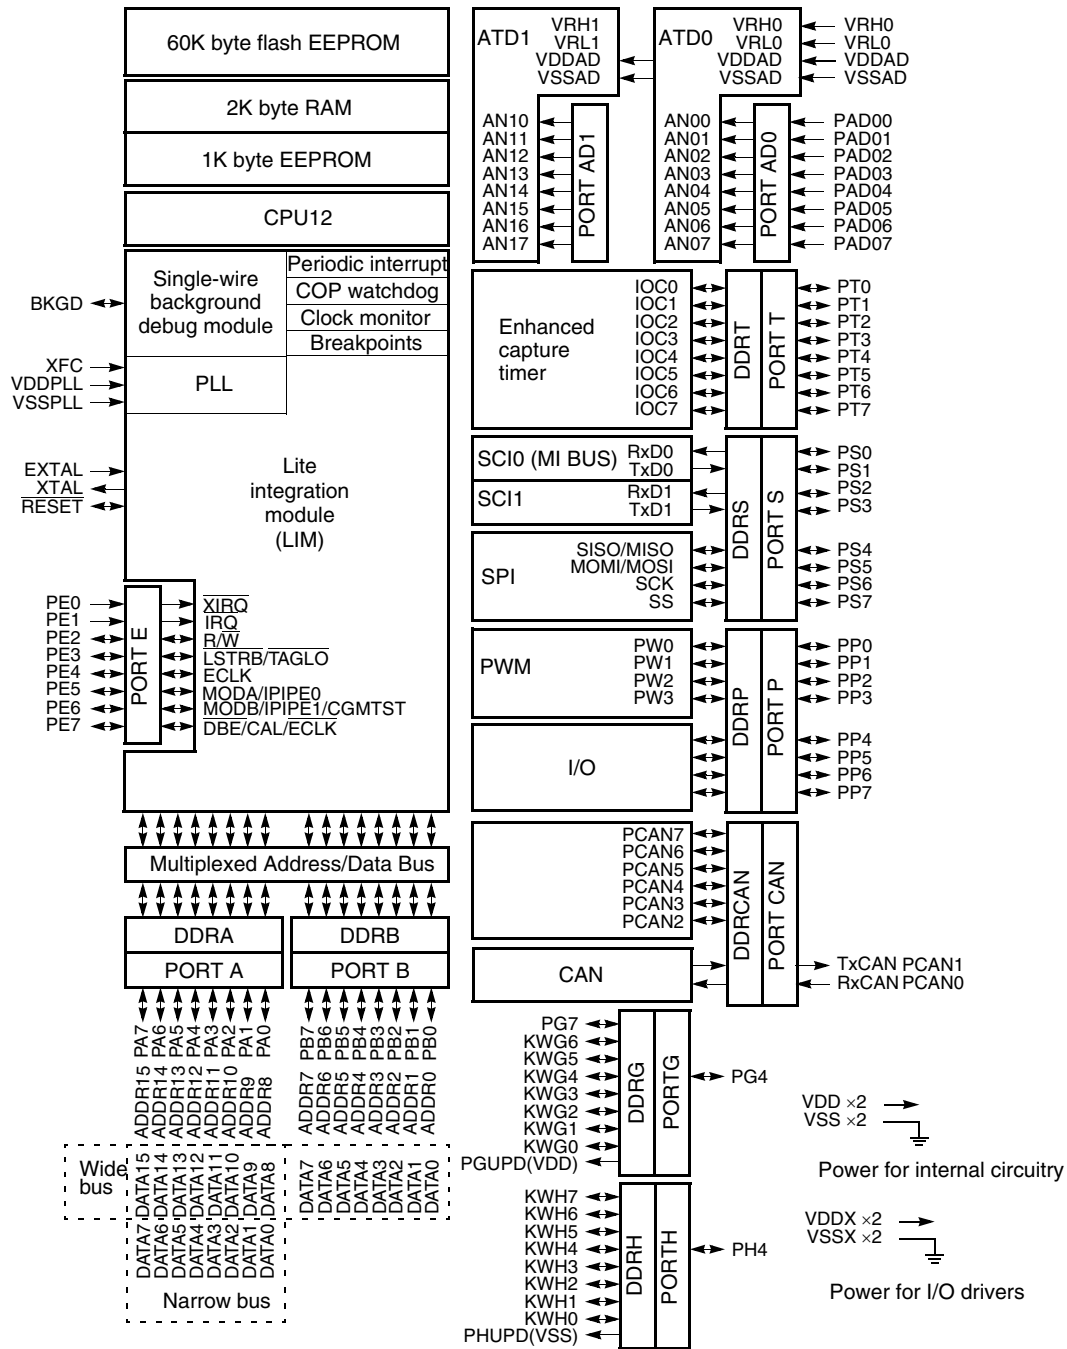 60K byte flash EEPROM
2K byte RAM
1K byte EEPROM
CPU12
Single-wire
background
debug module
Periodic interrupt
COP watchdog
Clock monitor
Breakpoints
BKGD
XFC
VDDPLL
VSSPLL
PLL
EXTAL
XTAL
RESET
Lite
integration
module
(LIM)
PE0
PE1
PE2
PE3
PE4
PE5
PE6
PE7
PORT E
XIRQ
IRQ
R/W
LSTRB/TAGLO
ECLK
MODA/IPIPE0
MODB/IPIPE1/CGMTST
DBE/CAL/ECLK
Multiplexed Address/Data Bus
DDRA
DDRB
PORT A
PORT B
PA7
PA6
PA5
PA4
PA3
PA2
PA1
PA0
PB7
PB6
PB5
PB4
PB3
PB2
PB1
PB0
ADDR15
ADDR14
ADDR13
ADDR12
ADDR11
ADDR10
ADDR9
ADDR8
ADDR7
ADDR6
ADDR5
ADDR4
ADDR3
ADDR2
ADDR1
ADDR0
Wide
bus
DATA15
DATA14
DATA13
DATA12
DATA11
DATA10
DATA9
DATA8
DATA7
DATA6
DATA5
DATA4
DATA3
DATA2
DATA1
DATA0
DATA7
DATA6
DATA5
DATA4
DATA3
DATA2
DATA1
DATA0
Narrow bus
ATD1
VRH1
VRL1
VDDAD
VSSAD
AN10
AN11
AN12
AN13
AN14
AN15
AN16
AN17
PORT AD1
ATD0
VRH0
VRL0
VDDAD
VSSAD
VRH0
VRL0
VDDAD
VSSAD
AN00
AN01
AN02
AN03
AN04
AN05
AN06
AN07
PORT AD0
PAD00
PAD01
PAD02
PAD03
PAD04
PAD05
PAD06
PAD07
Enhanced
capture
timer
IOC0
IOC1
IOC2
IOC3
IOC4
IOC5
IOC6
IOC7
DDRT
PORT T
PT0
PT1
PT2
PT3
PT4
PT5
PT6
PT7
SCI0 (MI BUS)
RxD0
TxD0
SCI1
RxD1
TxD1
SPI
SISO/MISO
MOMI/MOSI
SCK
SS
DDRS
PORT S
PS0
PS1
PS2
PS3
PS4
PS5
PS6
PS7
PWM
PW0
PW1
PW2
PW3
I/O
DDRP
PORT P
PP0
PP1
PP2
PP3
PP4
PP5
PP6
PP7
PCAN7
PCAN6
PCAN5
PCAN4
PCAN3
PCAN2
CAN
DDRCAN
PORT CAN
TxCAN PCAN1
RxCAN PCAN0
PG7
KWG6
KWG5
KWG4
KWG3
KWG2
KWG1
KWG0
PGUPD(VDD)
DDRG
PORTG
PG4
KWH7
KWH6
KWH5
KWH4
KWH3
KWH2
KWH1
KWH0
PHUPD(VSS)
DDRH
PORTH
PH4
VDD ×2
VSS ×2
Power for internal circuitry
VDDX ×2
VSSX ×2
Power for I/O drivers